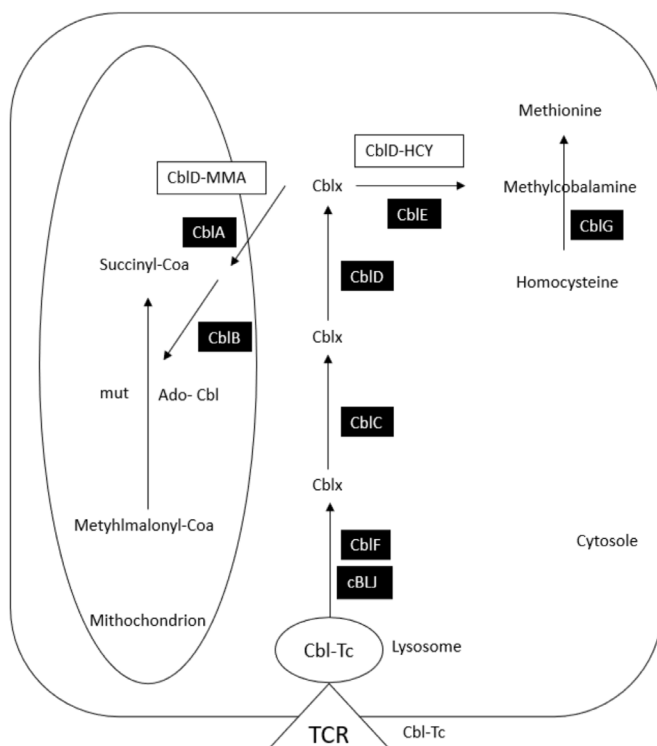 Methionine
CblD-HCY
CblD-MMA
Cblx
Methylcobalamine
CblE
CblA
CblG
Succinyl-Coa
CblD
Homocysteine
CblB
Cblx
mut
Ado- Cbl
CblC
Cblx
Metyhlmalonyl-Coa
CblF
Cytosole
cBLJ
Mithochondrion
Cbl-Tc
Lysosome
TCR
Cbl-Tc